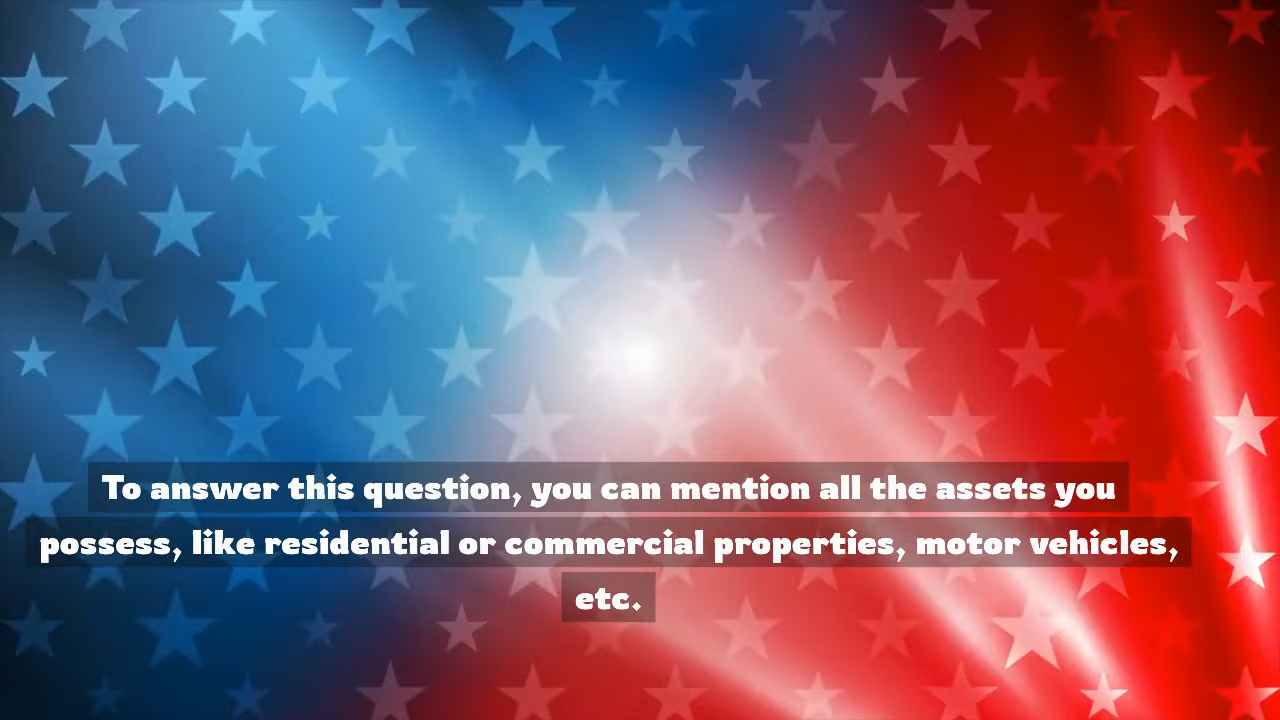 To answer this question, you can mention all the assets you
possess, like residential or commercial properties, motor vehicles,
etc.